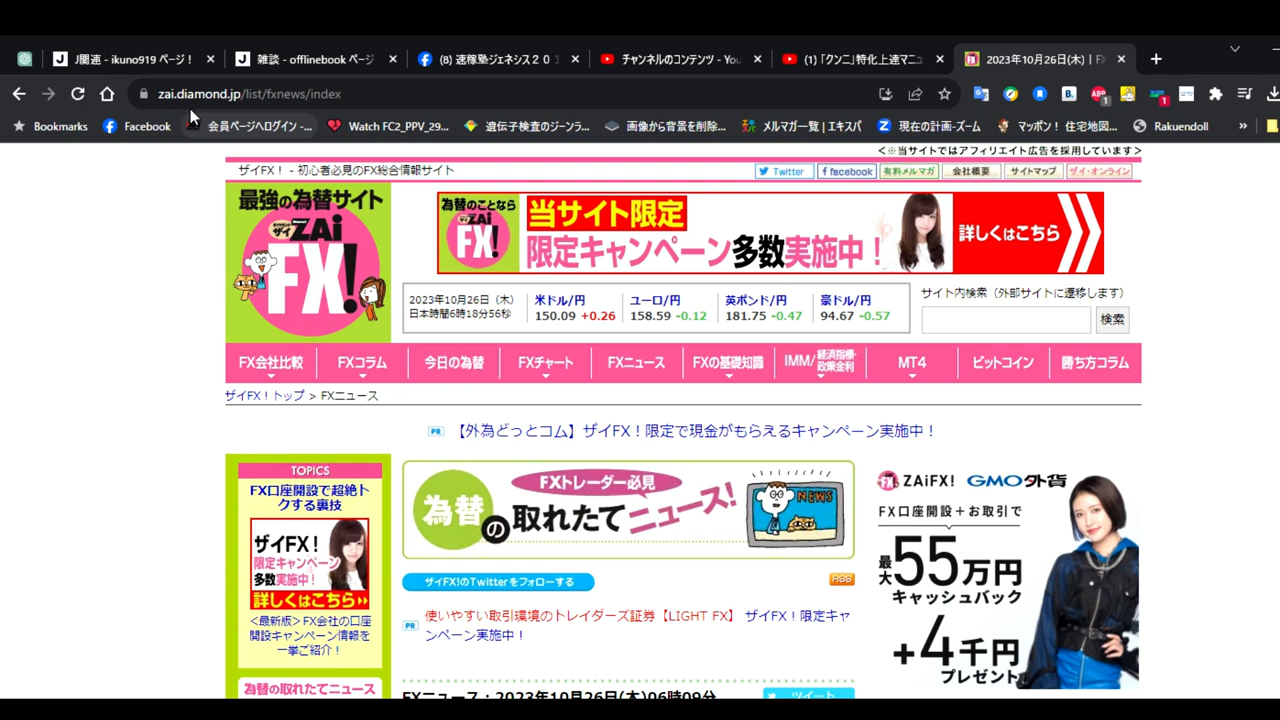 J関連 - ikuno919 ページ!
雑談 - offlinebook ページ
(8) 速稼塾ジェネシス２０
チャンネルのコンテンツ - You
(1) 「クンニ」特化上達マニュ
2023年10月26日(木) | F
zai.diamond.jp/list/fxnews/index
Bookmarks
Facebook
会員ページへログイン -...
Watch FC2_PPV_29...
遺伝子検査のジーンラ...
画像から背景を削除...
メルマガ一覧 | エキスパ
現在の計画-ズーム
マッポン！住宅地図...
Rakuendoll
＜※当サイトではアフィリエイト広告を採用しています＞
ザイFX！ - 初心者必見のFX総合情報サイト
Twitter
facebook
有料メルマガ
会社概要
サイトマップ
ザイ・オンライン
最強の為替サイト
ザイ ZAi
FX!
為替のことなら
ZAi
FX!
当サイト限定
限定キャンペーン多数実施中！
詳しくはこちら
2023年10月26日（木）
日本時間6時18分56秒
米ドル/円
150.09 +0.26
ユーロ/円
158.59 -0.12
英ポンド/円
181.75 -0.47
豪ドル/円
94.67 -0.57
サイト内検索（外部サイトに遷移します）
検索
FX会社比較
FXコラム
今日の為替
FXチャート
FXニュース
FXの基礎知識
IMM/経済指標・政策金利
MT4
ビットコイン
勝ち方コラム
ザイFX！トップ > FXニュース
PR 【外為どっとコム】ザイFX！限定で現金がもらえるキャンペーン実施中！
TOPICS
FX口座開設で超絶ト
クする裏技
ザイFX！
限定キャンペーン
多数実施中！
詳しくはこちら
＜最新版＞FX会社の口座
開設キャンペーン情報を
一挙ご紹介！
為替の取れたてニュース
FXトレーダー必見
為替の取れたてニュース!
NEWS
ザイFX!のTwitterをフォローする
RSS
PR 使いやすい取引環境のトレイダーズ証券【LIGHT FX】 ザイFX！限定キャ
ンペーン実施中！
FXニュース：2023年10月26日(木)06時09分
ツイート
ZAiFX! GMO外貨
FX口座開設＋お取引で
最大55万円
キャッシュバック
+4千円
プレゼント